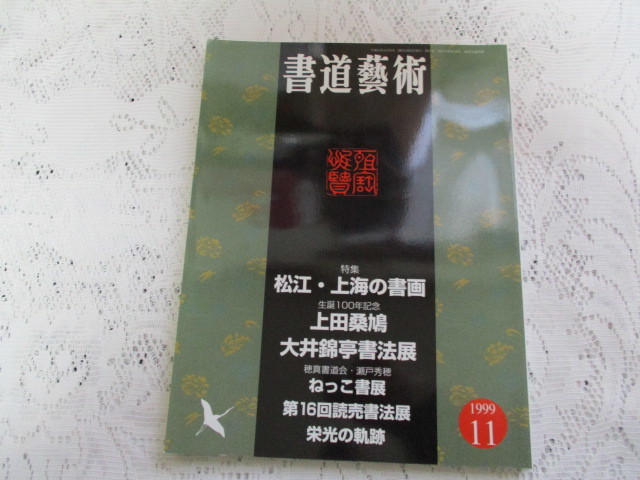 書道藝術
特集
松江・上海の書画
生誕100年記念
上田桑鳩
大井錦亭書法展
穂真書道会・瀬戸秀穂
ねっこ書展
第16回読売書法展
栄光の軌跡
1999
11